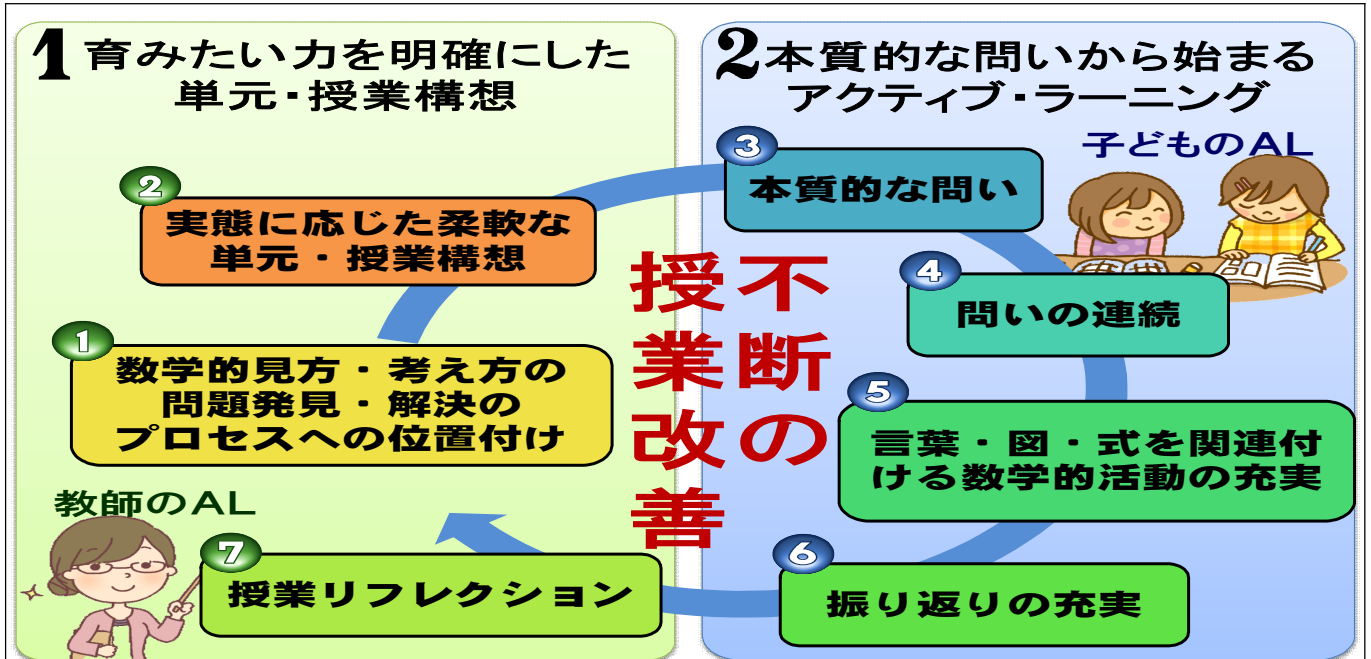 1 育みたい力を明確にした
単元・授業構想
2 本質的な問いから始まる
アクティブ・ラーニング
教師のAL
子どものAL
不断の
授業改善
1
数学的見方・考え方の
問題発見・解決の
プロセスへの位置付け
2
実態に応じた柔軟な
単元・授業構想
3
本質的な問い
4
問いの連続
5
言葉・図・式を関連付
ける数学的活動の充実
6
振り返りの充実
7
授業リフレクション